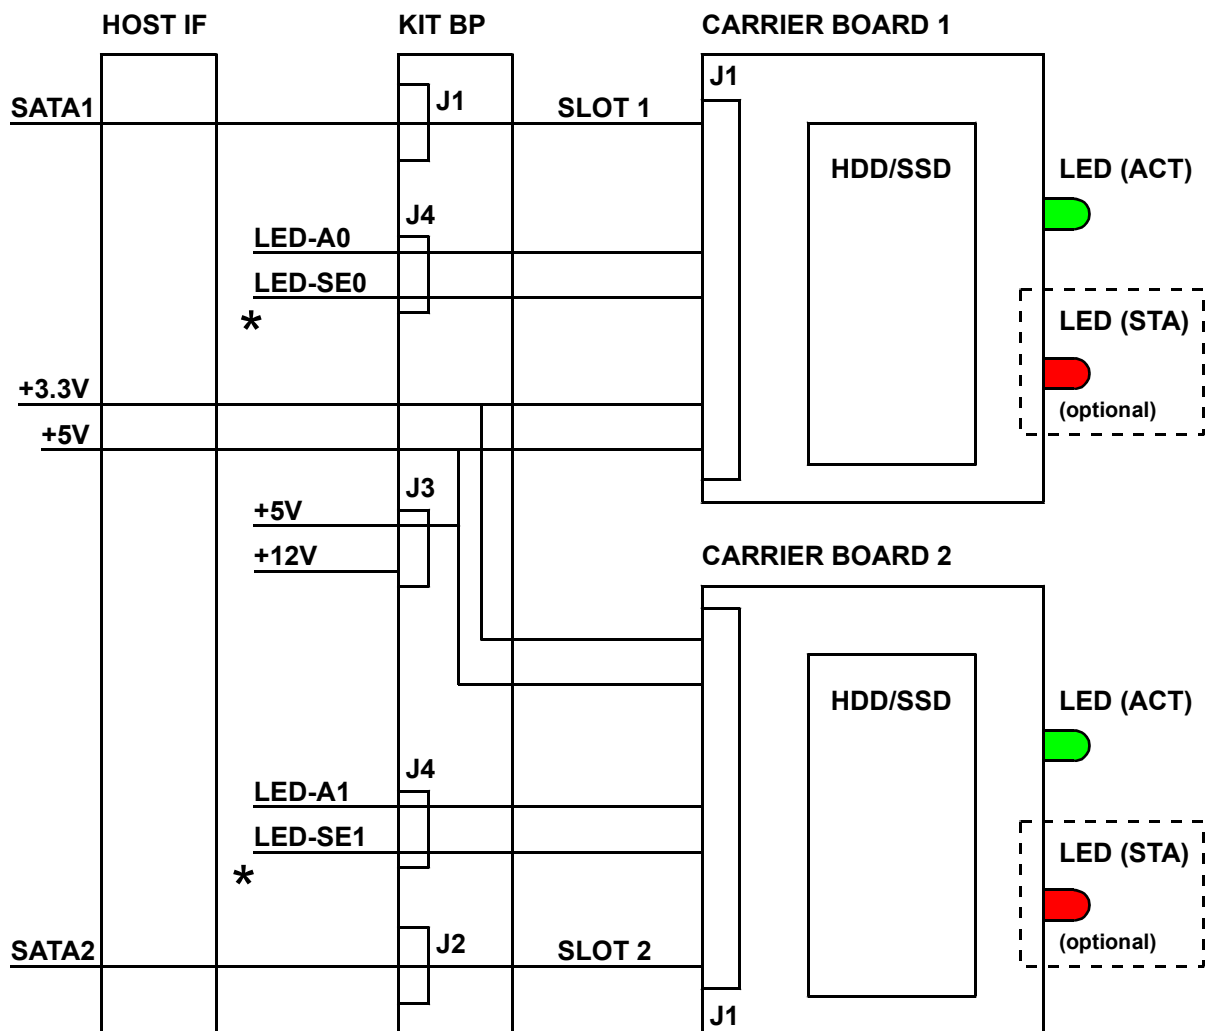 HOST IF
KIT BP
CARRIER BOARD 1
J1
SATA1
J1
SLOT 1
HDD/SSD
LED (ACT)
J4
LED-A0
LED-SE0
*
LED (STA)
+3.3V
(optional)
+5V
J3
+5V
+12V
CARRIER BOARD 2
HDD/SSD
LED (ACT)
J4
LED-A1
LED-SE1
*
LED (STA)
SATA2
J2
SLOT 2
(optional)
J1